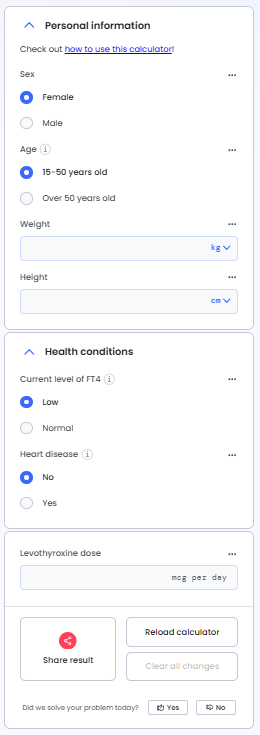 Personal information
Check out how to use this calculator!
Sex
Female
Male
Age
15-50 years old
Over 50 years old
Weight
kg
Height
cm
Health conditions
Current level of FT4
Low
Normal
Heart disease
No
Yes
Levothyroxine dose
mcg per day
Share result
Reload calculator
Clear all changes
Did we solve your problem today? Yes No